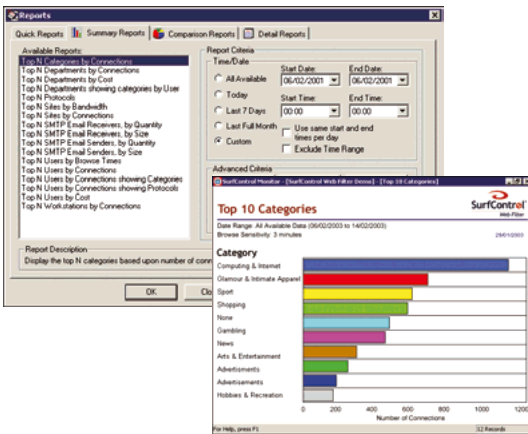 Reports
Quick Reports Summary Reports Comparison Reports Detail Reports
Available Reports:
Top N Categories by Connections
Top N Departments by Connections
Top N Departments by Cost
Top N Departments showing categories by User
Top N Protocols
Top N Sites by Bandwidth
Top N Sites by Connections
Top N SMTP Email Receivers, by Quantity
Top N SMTP Email Receivers, by Size
Top N SMTP Email Senders, by Quantity
Top N SMTP Email Senders, by Size
Top N Users by Browse Times
Top N Users by Connections
Top N Users by Connections showing Categories
Top N Users by Connections showing Protocols
Top N Users by Cost
Top N Workstations by Connections
Report Criteria
Time/Date
All Available
Today
Last 7 Days
Last Full Month
Custom
Start Date: End Date:
06/02/2001 06/02/2001
Start Time: End Time:
00:00 00:00
Use same start and end
times per day
Exclude Time Range
Advanced Criteria
Report Description
Display the top N categories based upon number of conn
OK Clo
SurfControl Monitor - [SurfControl Web Filter Demo] - [Top 10 Categories]
Top 10 Categories
SurfControl
Web Filter
Date Range: All Available Data (06/02/2003 to 14/02/2003)
Browse Sensitivity: 3 minutes
28/01/2003
Category
Computing & Internet
Glamour & Intimate Apparel
Sport
Shopping
None
Gambling
News
Arts & Entertainment
Advertisments
Advertisements
Hobbies & Recreation
0 200 400 600 800 1000 1200
Number of Connections
For Help, press F1
12 Records